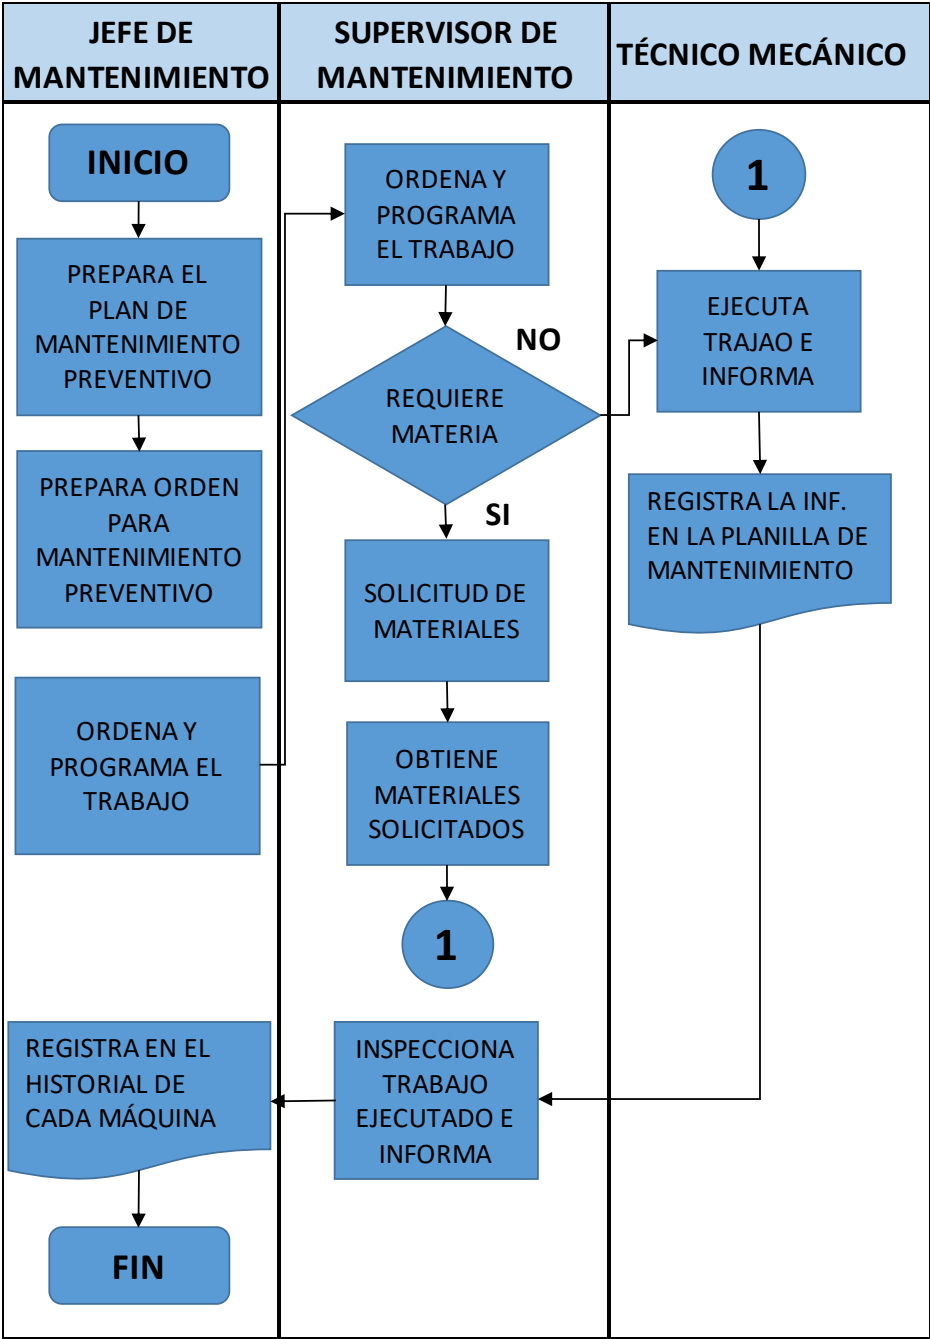 JEFE DE
MANTENIMIENTO
SUPERVISOR DE
MANTENIMIENTO
TÉCNICO MECÁNICO
INICIO
PREPARA EL
PLAN DE
MANTENIMIENTO
PREVENTIVO
PREPARA ORDEN
PARA
MANTENIMIENTO
PREVENTIVO
ORDENA Y
PROGRAMA EL
TRABAJO
ORDENA Y
PROGRAMA
EL TRABAJO
NO
REQUIERE
MATERIA
SI
SOLICITUD DE
MATERIALES
OBTIENE
MATERIALES
SOLICITADOS
1
1
EJECUTA
TRAJAO E
INFORMA
REGISTRA LA INF.
EN LA PLANILLA DE
MANTENIMIENTO
INSPECCIONA
TRABAJO
EJECUTADO E
INFORMA
REGISTRA EN EL
HISTORIAL DE
CADA MÁQUINA
FIN